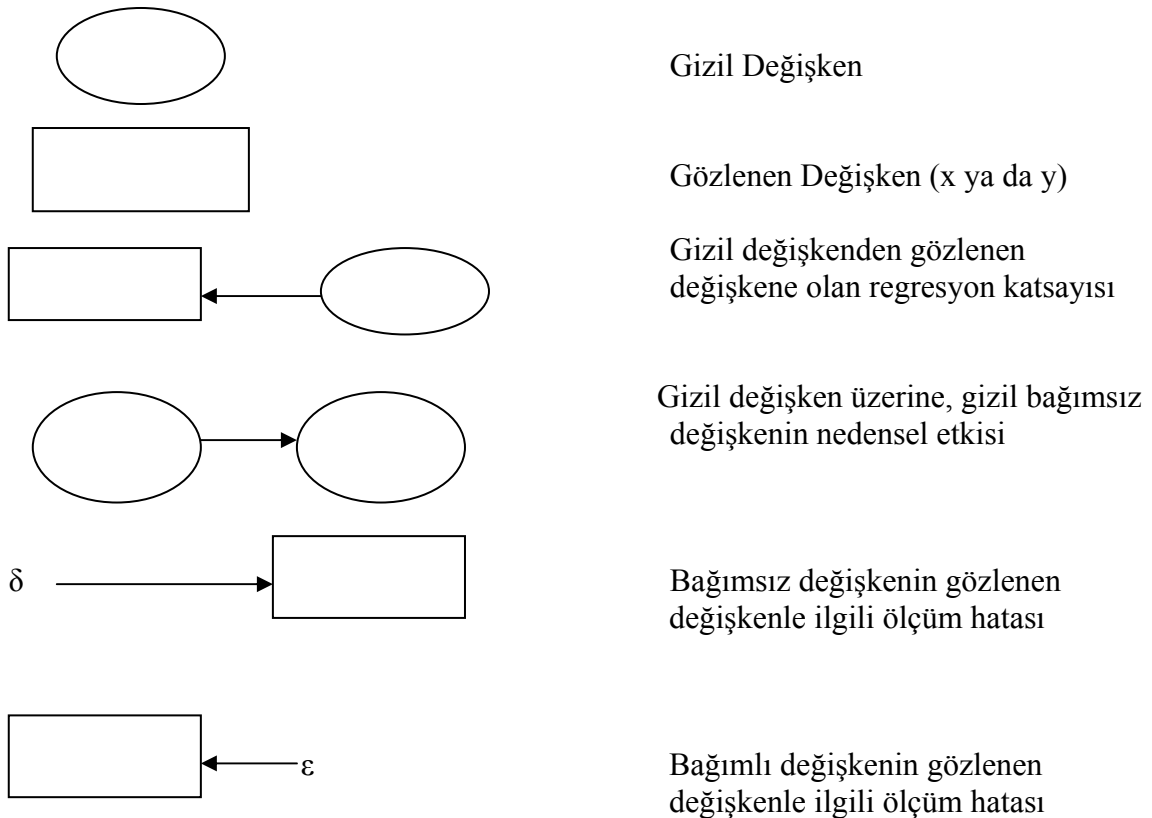 Gizil Değişken
Gözlenen Değişken (x ya da y)
Gizil değişkenden gözlenen
değişkene olan regresyon katsayısı
Gizil değişken üzerine, gizil bağımsız
değişkenin nedensel etkisi
δ
Bağımsız değişkenin gözlenen
değişkenle ilgili ölçüm hatası
ε
Bağımlı değişkenin gözlenen
değişkenle ilgili ölçüm hatası